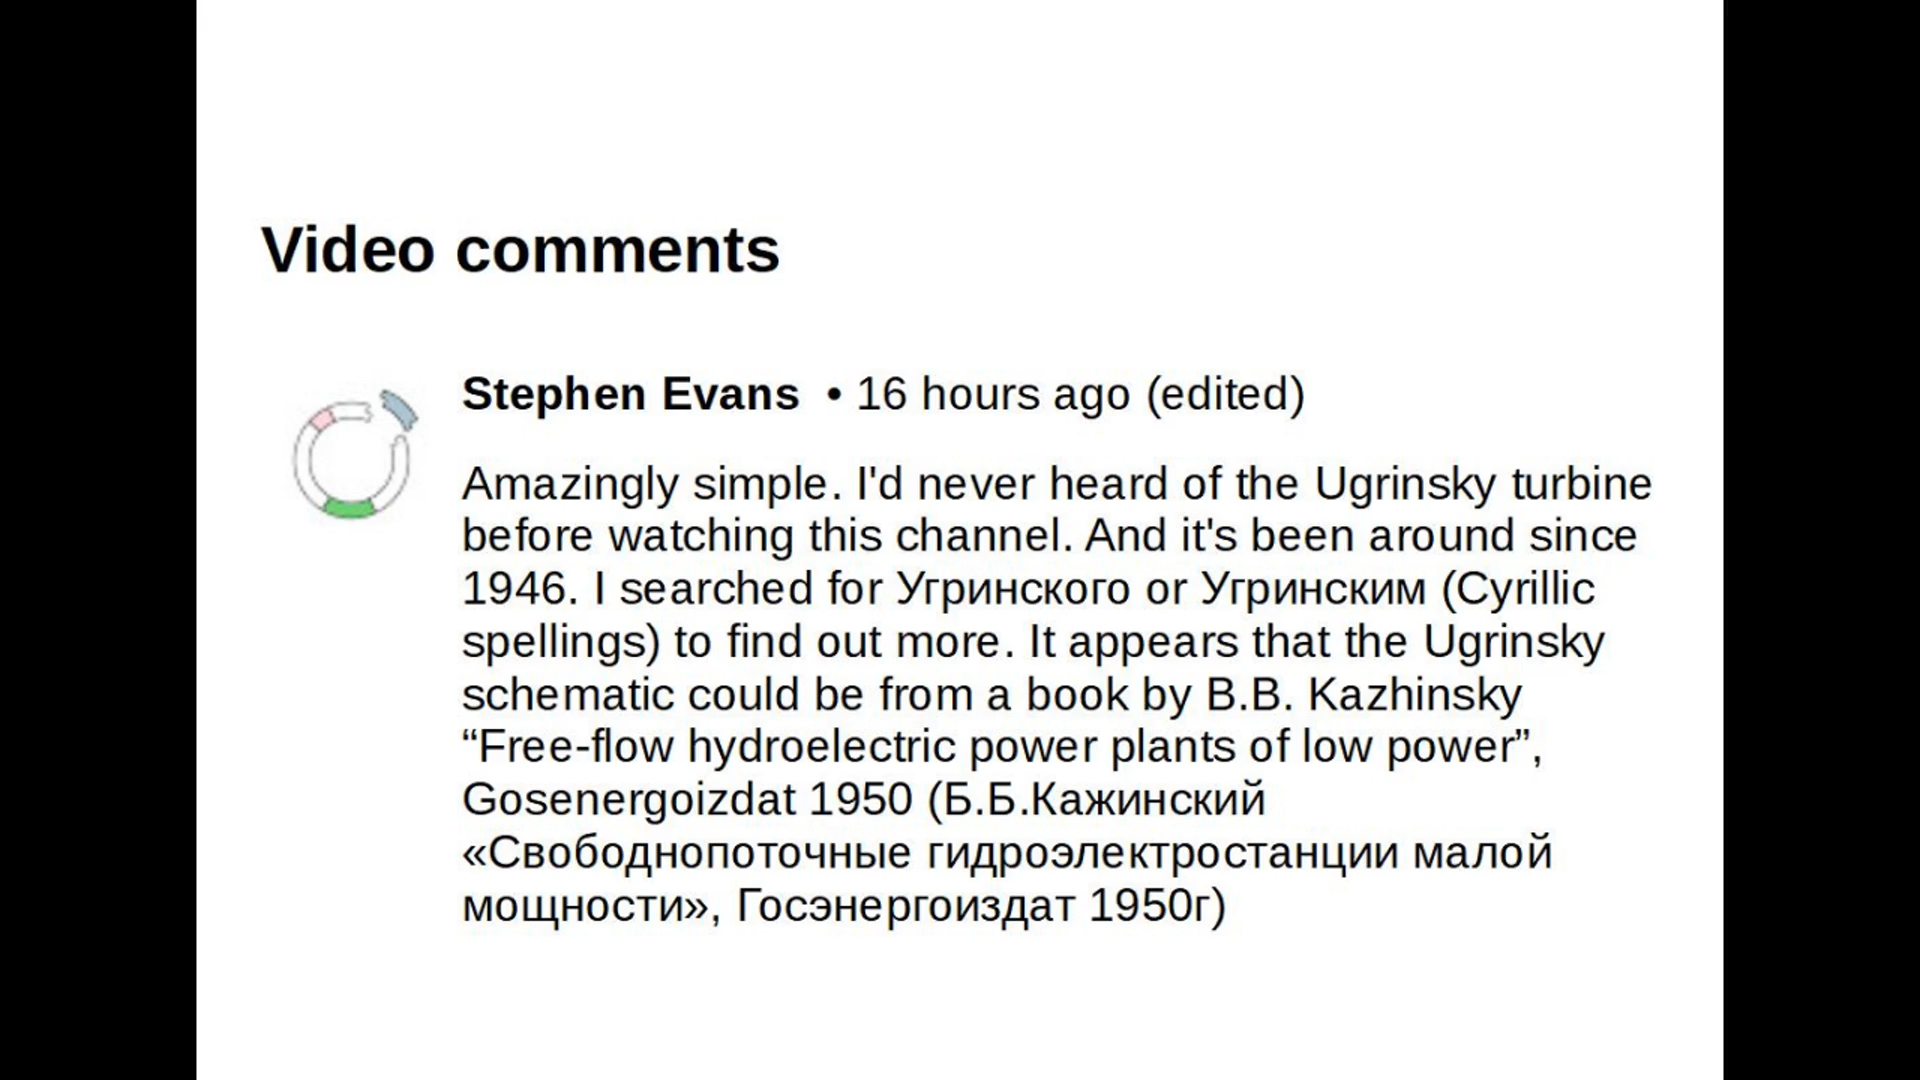 Video comments
Stephen Evans • 16 hours ago (edited)
Amazingly simple. I'd never heard of the Ugrinsky turbine
before watching this channel. And it's been around since
1946. I searched for Угринского or Угринским (Cyrillic
spellings) to find out more. It appears that the Ugrinsky
schematic could be from a book by B.B. Kazhinsky
“Free-flow hydroelectric power plants of low power”,
Gosenergoizdat 1950 (Б.Б.Кажинский
«Свободнопоточные гидроэлектростанции малой
мощности», Госэнергоиздат 1950г)